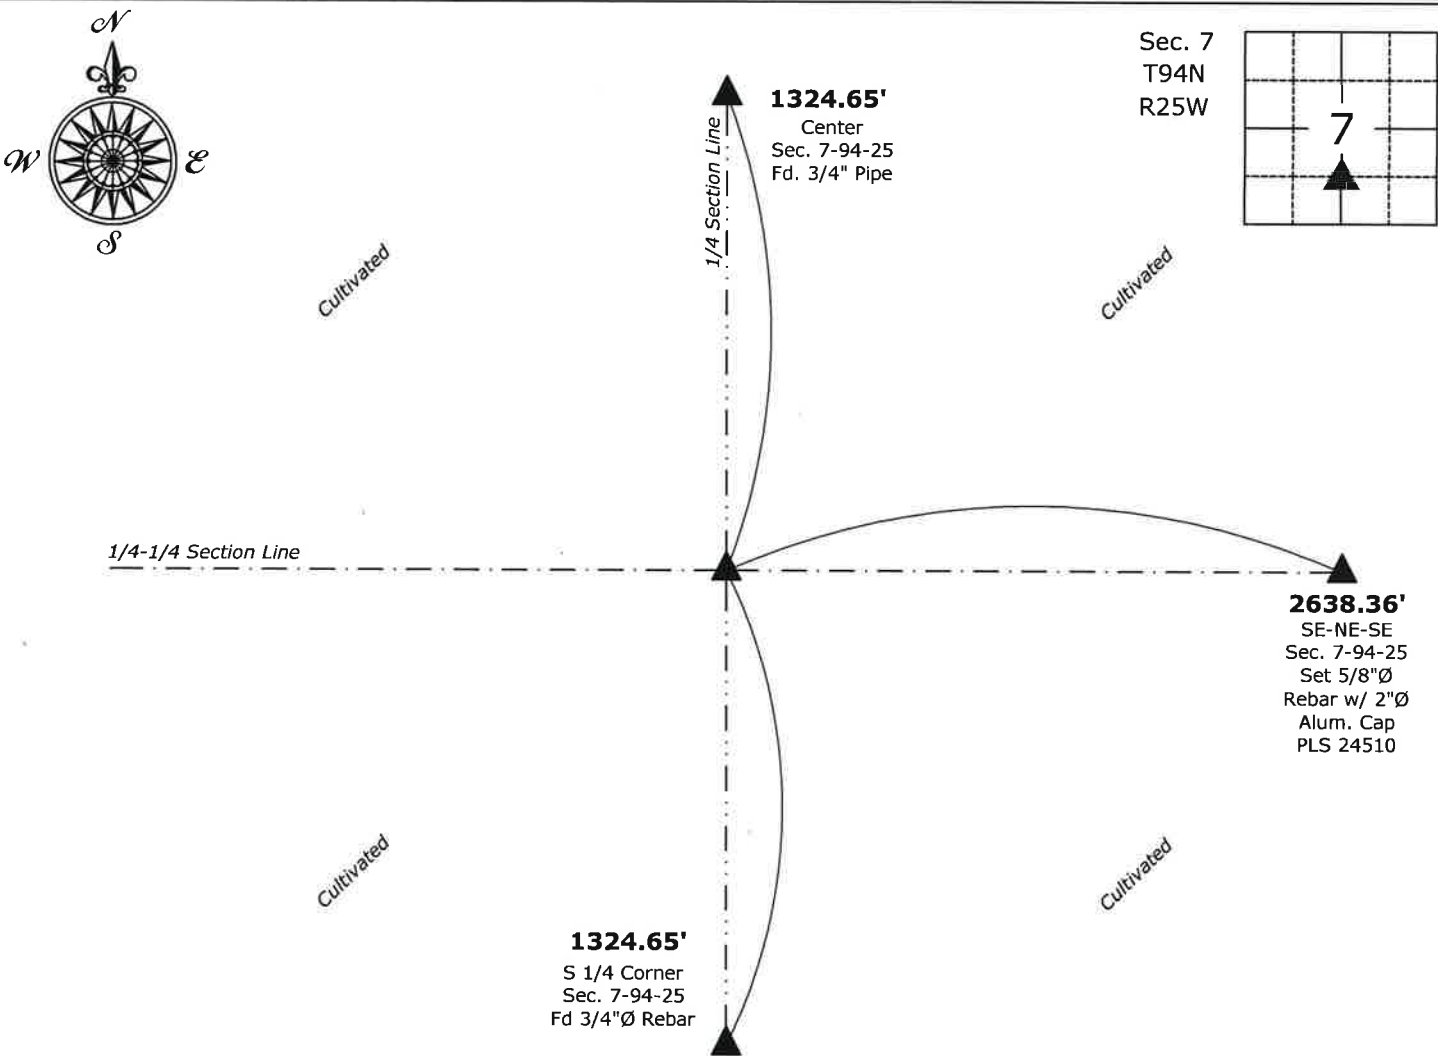 N
W
E
S
Sec. 7
T94N
R25W
7
1324.65'
Center
Sec. 7-94-25
Fd. 3/4" Pipe
1/4 Section Line
Cultivated
Cultivated
1/4-1/4 Section Line
2638.36'
SE-NE-SE
Sec. 7-94-25
Set 5/8"Ø
Rebar w/ 2"Ø
Alum. Cap
PLS 24510
Cultivated
Cultivated
1324.65'
S 1/4 Corner
Sec. 7-94-25
Fd 3/4"Ø Rebar